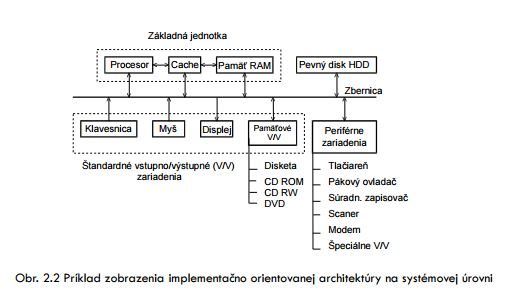 Základná jednotka
Procesor
Cache
Pamäť RAM
Pevný disk HDD
Zbernica
Klavesnica
Myš
Displej
Pamäťové
V/V
Periférne
zariadenia
Štandardné vstupno/výstupné (V/V)
zariadenia
Disketa
CD ROM
CD RW
DVD
Tlačiareň
Pákový ovladač
Súradn. zapisovač
Scaner
Modem
Špeciálne V/V
Obr. 2.2 Príklad zobrazenia implementačno orientovanej architektúry na systémovej úrovni